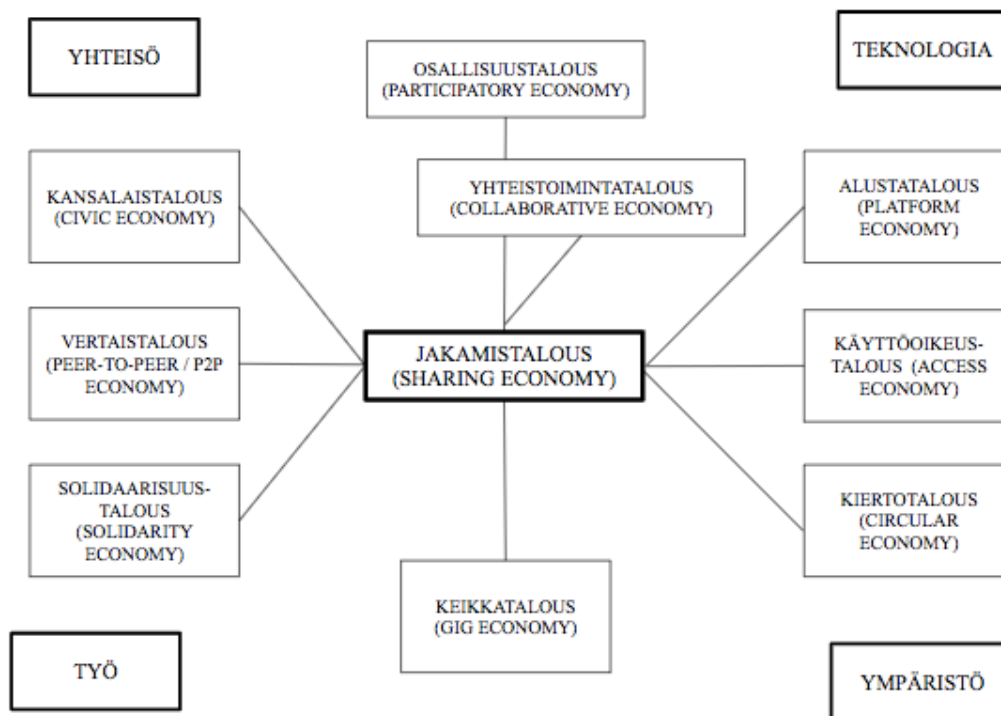 YHTEISÖ
OSALLISUUSTALOUS
(PARTICIPATORY ECONOMY)
TEKNOLOGIA
KANSALAISTALOUS
(CIVIC ECONOMY)
YHTEISTOIMINTATALOUS
(COLLABORATIVE ECONOMY)
ALUSTATALOUS
(PLATFORM
ECONOMY)
VERTAISTALOUS
(PEER-TO-PEER / P2P
ECONOMY)
JAKAMISTALOUS
(SHARING ECONOMY)
KÄYTTÖOIKEUS-
TALOUS (ACCESS
ECONOMY)
SOLIDAARISUUS-
TALOUS
(SOLIDARITY
ECONOMY)
KIERTOTALOUS
(CIRCULAR
ECONOMY)
KEIKKATALOUS
(GIG ECONOMY)
TYÖ
YMPÄRISTÖ